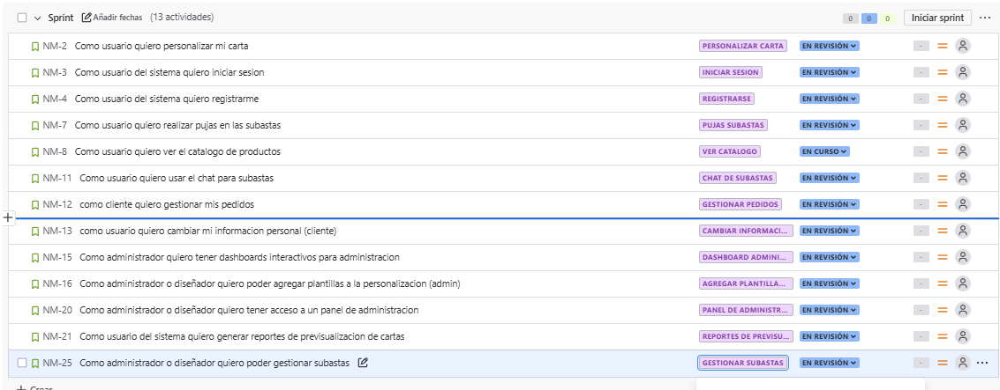 Sprint Añadir fechas (13 actividades) 0 0 0 Iniciar sprint
NM-2 Como usuario quiero personalizar mi carta PERSONALIZAR CARTA EN REVISIÓN -
NM-3 Como usuario del sistema quiero iniciar sesion INICIAR SESION EN REVISIÓN -
NM-4 Como usuario del sistema quiero registrarme REGISTRARSE EN REVISIÓN -
NM-7 Como usuario quiero realizar pujas en las subastas PUJAS SUBASTAS EN REVISIÓN -
NM-8 Como usuario quiero ver el catalogo de productos VER CATALOGO EN CURSO -
NM-11 Como usuario quiero usar el chat para subastas CHAT DE SUBASTAS EN REVISIÓN -
NM-12 como cliente quiero gestionar mis pedidos GESTIONAR PEDIDOS EN REVISIÓN -
NM-13 como usuario quiero cambiar mi informacion personal (cliente) CAMBIAR INFORMACI... EN REVISIÓN -
NM-15 Como administrador quiero tener dashboards interactivos para administracion DASHBOARD ADMINI... EN REVISIÓN -
NM-16 Como administrador o diseñador quiero poder agregar plantillas a la personalizacion (admin) AGREGAR PLANTILLA... EN REVISIÓN -
NM-20 Como administrador o diseñador quiero tener acceso a un panel de administracion PANEL DE ADMINISTR... EN REVISIÓN -
NM-21 Como usuario del sistema quiero generar reportes de previsualizacion de cartas REPORTES DE PREVISU... EN REVISIÓN -
NM-25 Como administrador o diseñador quiero poder gestionar subastas GESTIONAR SUBASTAS EN REVISIÓN -
Crear